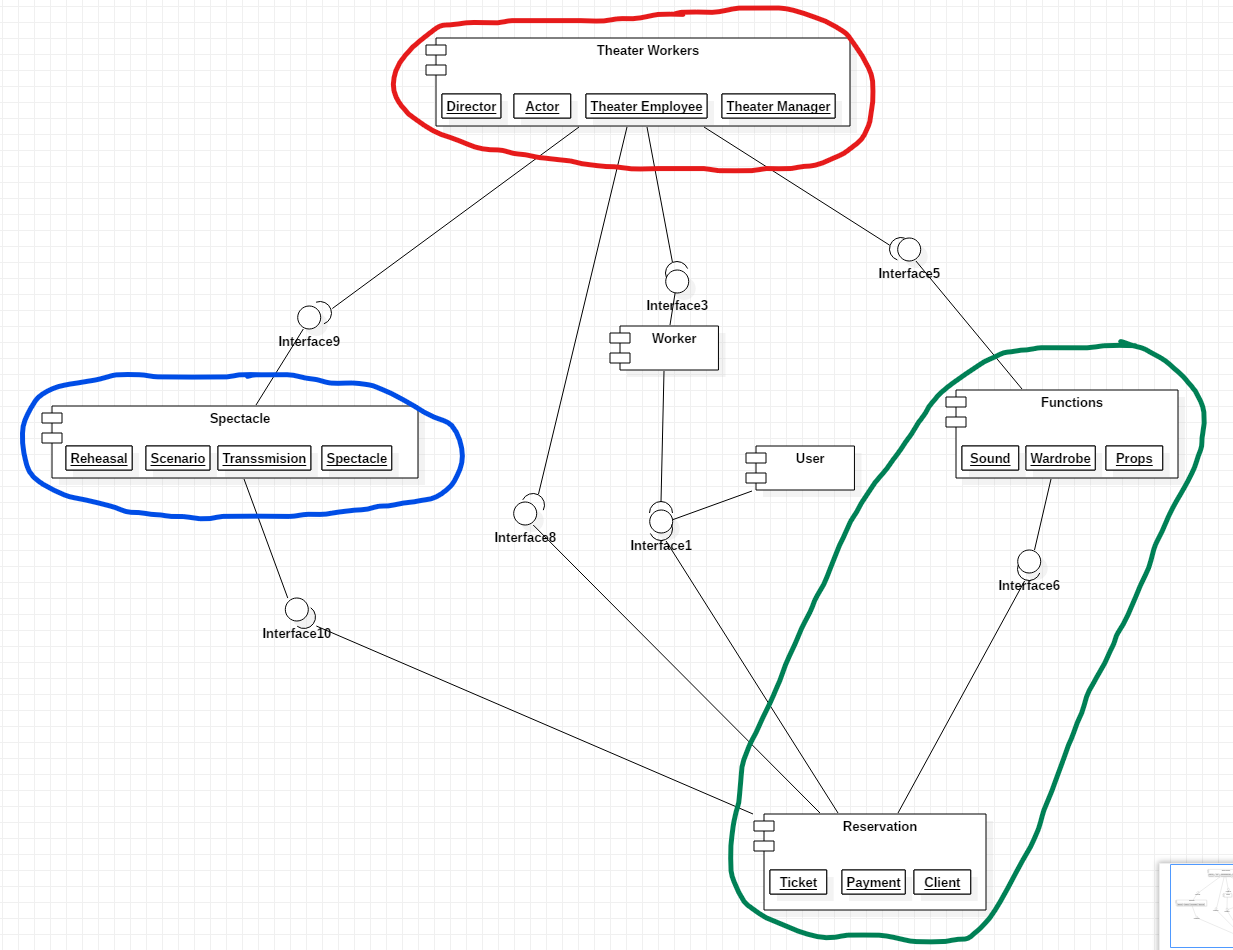 Theater Workers
Director
Actor
Theater Employee
Theater Manager
Interface5
Interface3
Interface9
Worker
Functions
Spectacle
Reheasal
Scenario
Transsmision
Spectacle
User
Sound
Wardrobe
Props
Interface8
Interface1
Interface6
Interface10
Reservation
Ticket
Payment
Client